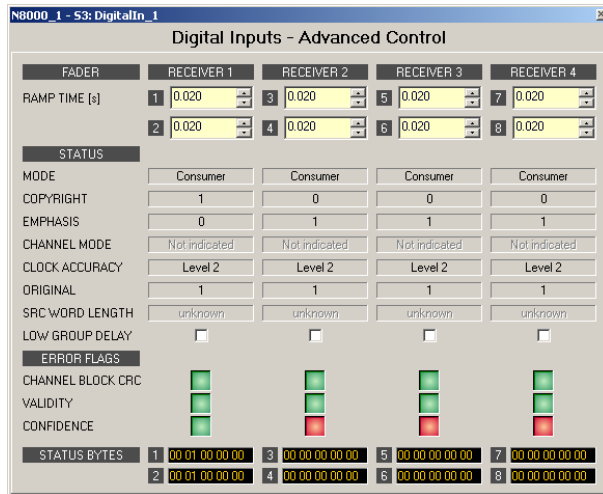 N8000_1 - S3: DigitalIn_1
Digital Inputs - Advanced Control
FADER RECEIVER 1 RECEIVER 2 RECEIVER 3 RECEIVER 4
RAMP TIME [s] 1 0.020 3 0.020 5 0.020 7 0.020
2 0.020 4 0.020 6 0.020 8 0.020
STATUS
MODE Consumer Consumer Consumer Consumer
COPYRIGHT 1 0 0 0
EMPHASIS 0 1 1 1
CHANNEL MODE Not indicated Not indicated Not indicated Not indicated
CLOCK ACCURACY Level 2 Level 2 Level 2 Level 2
ORIGINAL 1 1 1 1
SRC WORD LENGTH unknown unknown unknown unknown
LOW GROUP DELAY
ERROR FLAGS
CHANNEL BLOCK CRC
VALIDITY
CONFIDENCE
STATUS BYTES 1 00 01 00 00 00 3 00 00 00 00 00 5 00 00 00 00 00 7 00 00 00 00 00
2 00 01 00 00 00 4 00 00 00 00 00 6 00 00 00 00 00 8 00 00 00 00 00